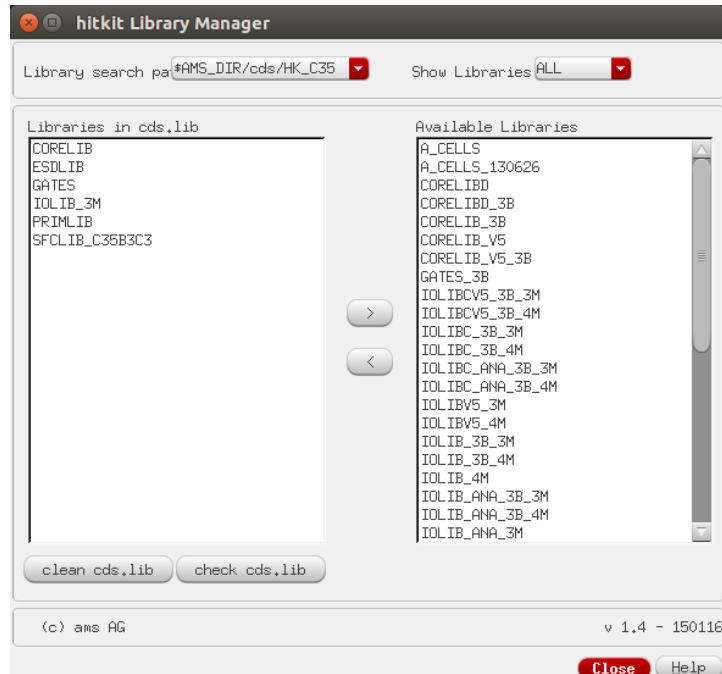 hitkit Library Manager
Library search pa $AMS_DIR/cds/HK_C35 Show Libraries ALL
Libraries in cds.lib
CORELIB
ESDLIB
GATES
IOLIB_3M
PRIMLIB
SFCLIB_C35B3C3
Available Libraries
A_CELLS
A_CELLS_130626
CORELIBD
CORELIBD_3B
CORELIB_3B
CORELIB_V5
CORELIB_V5_3B
GATES_3B
IOLIBCV5_3B_3M
IOLIBCV5_3B_4M
IOLIBC_3B_3M
IOLIBC_3B_4M
IOLIBC_ANA_3B_3M
IOLIBC_ANA_3B_4M
IOLIBV5_3M
IOLIBV5_4M
IOLIB_3B_3M
IOLIB_3B_4M
IOLIB_4M
IOLIB_ANA_3B_3M
IOLIB_ANA_3B_4M
IOLIB_ANA_3M
>
<
clean cds.lib check cds.lib
(c) ams AG v 1.4 - 150116
Close Help